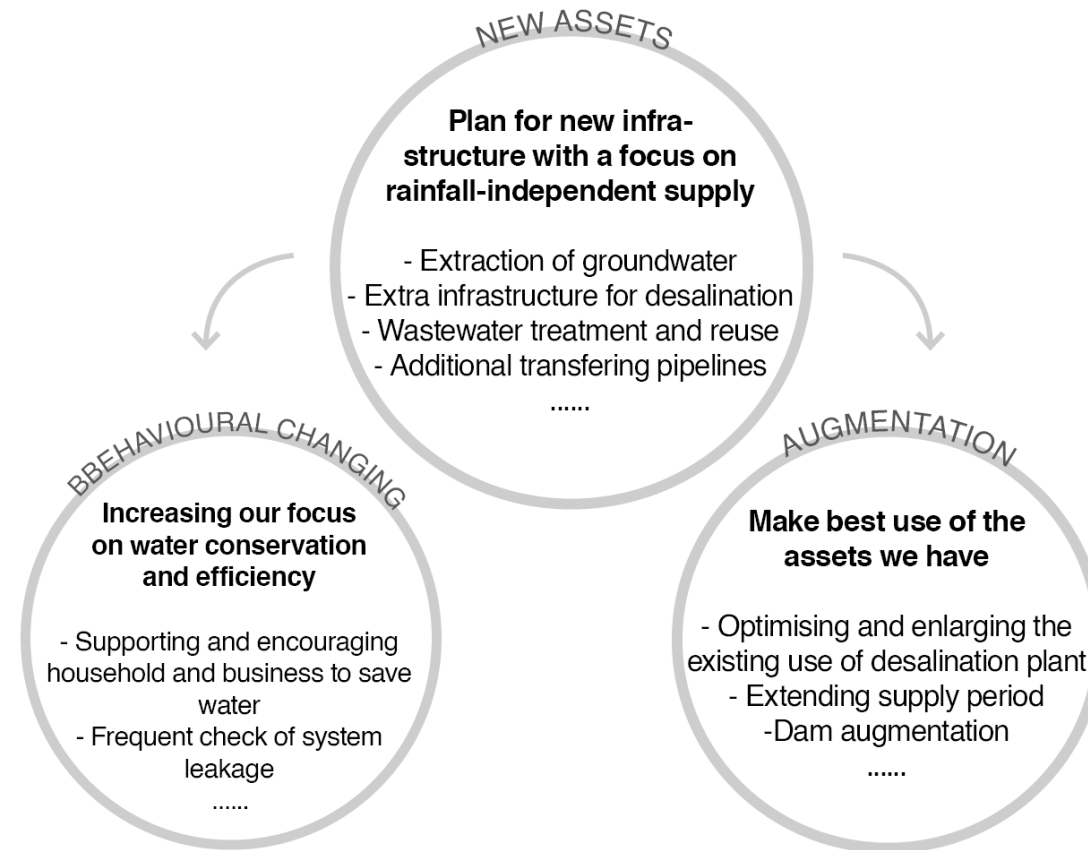 NEW ASSETS
Plan for new infra-
structure with a focus on
rainfall-independent supply
- Extraction of groundwater
- Extra infrastructure for desalination
- Wastewater treatment and reuse
- Additional transfering pipelines
......
BBEHAVIOURAL CHANGING
Increasing our focus
on water conservation
and efficiency
- Supporting and encouraging
household and business to save
water
- Frequent check of system
leakage
......
AUGMENTATION
Make best use of the
assets we have
- Optimising and enlarging the
existing use of desalination plant
- Extending supply period
-Dam augmentation
......